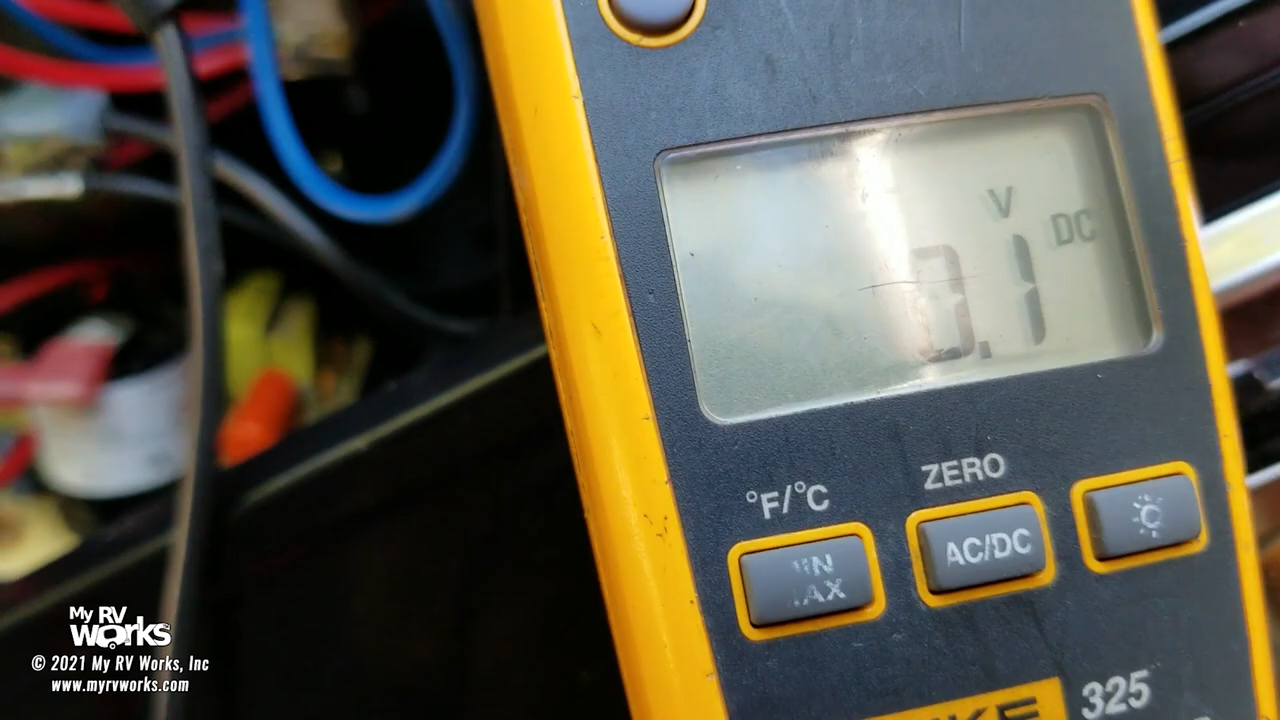 V
DC
0.1
°F/°C
ZERO
AC/DC
325
My RV
works
© 2021 My RV Works, Inc
www.myrvworks.com